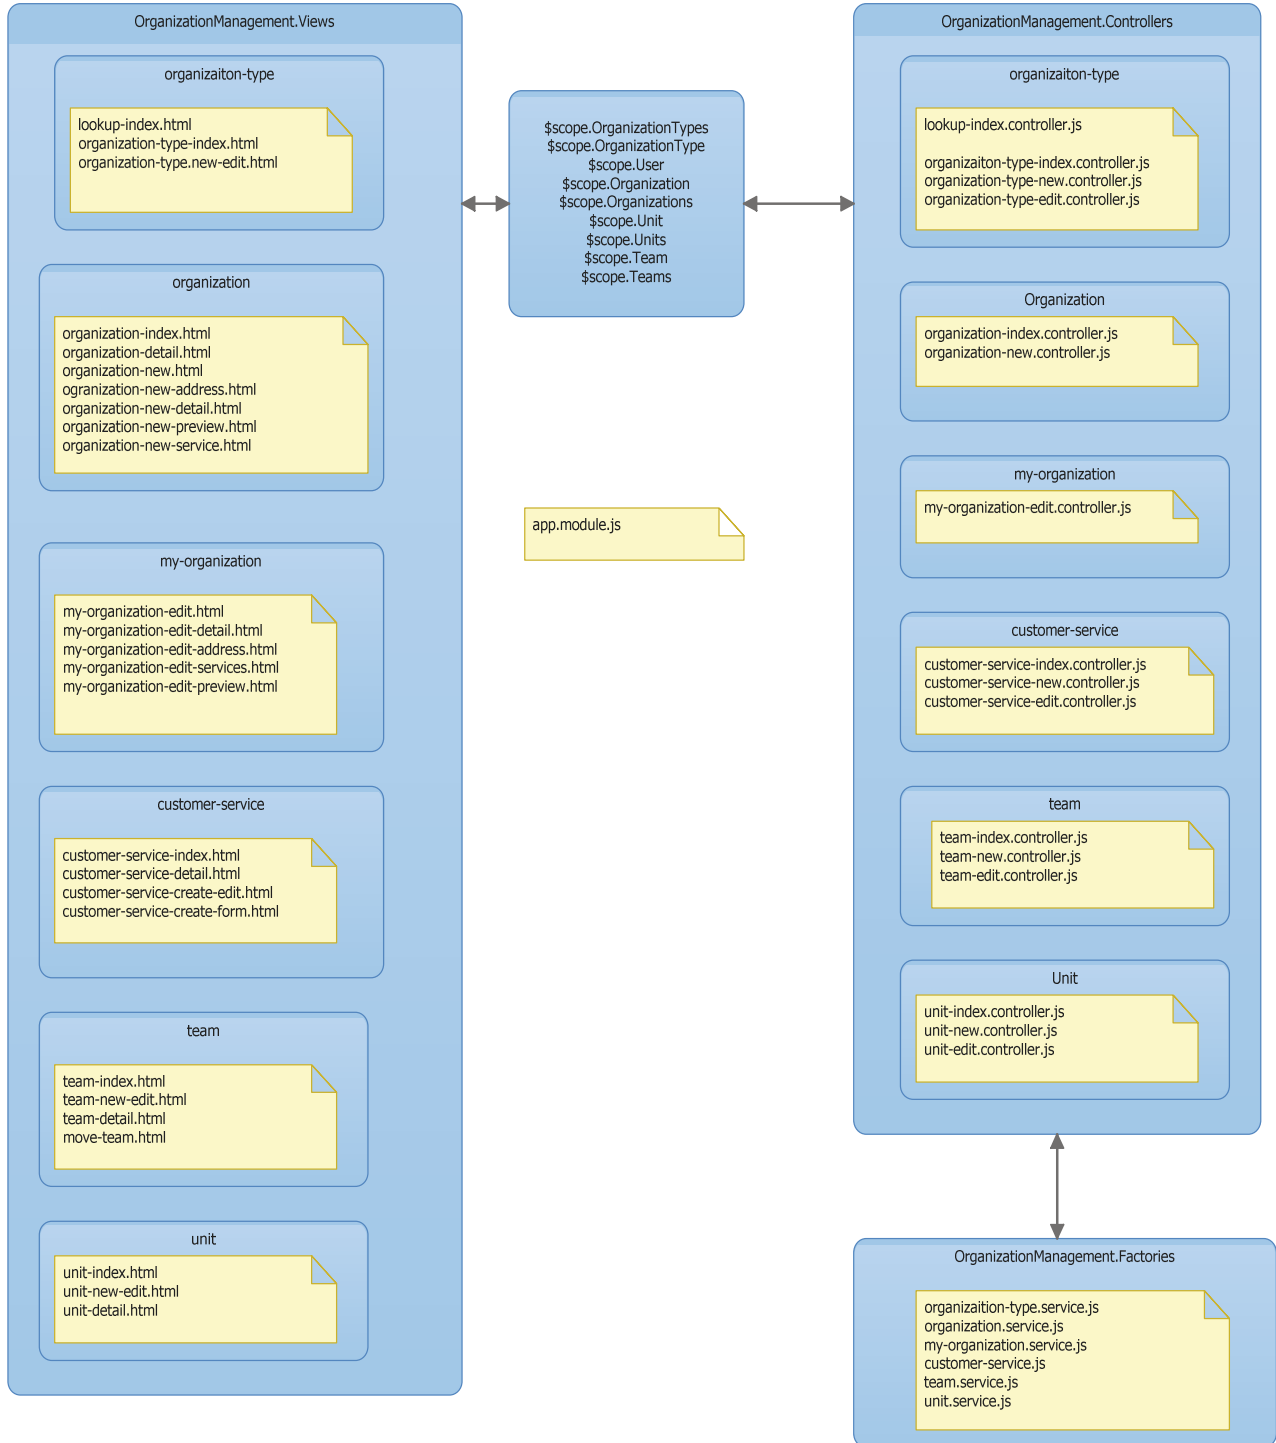 OrganizationManagement.Views
organizaiton-type
lookup-index.html
organization-type-index.html
organization-type.new-edit.html
organization
organization-index.html
organization-detail.html
organization-new.html
ogranization-new-address.html
organization-new-detail.html
organization-new-preview.html
organization-new-service.html
my-organization
my-organization-edit.html
my-organization-edit-detail.html
my-organization-edit-address.html
my-organization-edit-services.html
my-organization-edit-preview.html
customer-service
customer-service-index.html
customer-service-detail.html
customer-service-create-edit.html
customer-service-create-form.html
team
team-index.html
team-new-edit.html
team-detail.html
move-team.html
unit
unit-index.html
unit-new-edit.html
unit-detail.html
$scope.OrganizationTypes
$scope.OrganizationType
$scope.User
$scope.Organization
$scope.Organizations
$scope.Unit
$scope.Units
$scope.Team
$scope.Teams
app.module.js
OrganizationManagement.Controllers
organizaiton-type
lookup-index.controller.js
organizaiton-type-index.controller.js
organization-type-new.controller.js
organization-type-edit.controller.js
Organization
organization-index.controller.js
organization-new.controller.js
my-organization
my-organization-edit.controller.js
customer-service
customer-service-index.controller.js
customer-service-new.controller.js
customer-service-edit.controller.js
team
team-index.controller.js
team-new.controller.js
team-edit.controller.js
Unit
unit-index.controller.js
unit-new.controller.js
unit-edit.controller.js
OrganizationManagement.Factories
organizaition-type.service.js
organization.service.js
my-organization.service.js
customer-service.js
team.service.js
unit.service.js